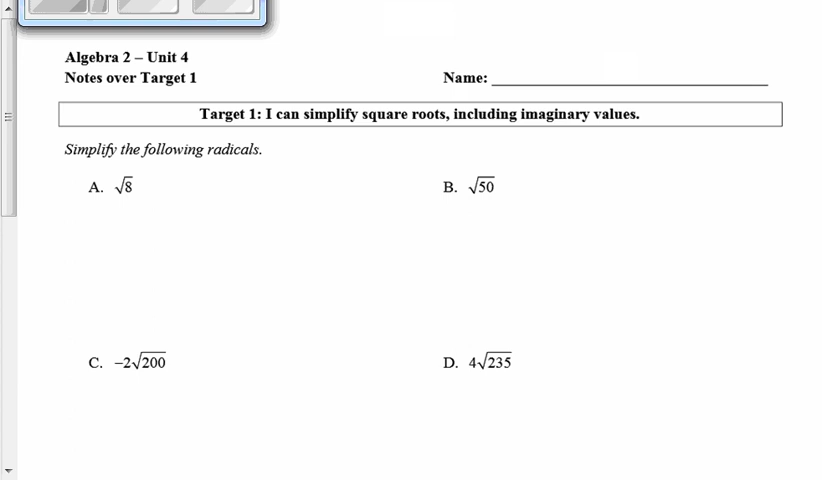 Algebra 2 – Unit 4
Notes over Target 1
Name: ____________________
Target 1: I can simplify square roots, including imaginary values.
Simplify the following radicals.
A. √8
B. √50
C. –2√200
D. 4√235